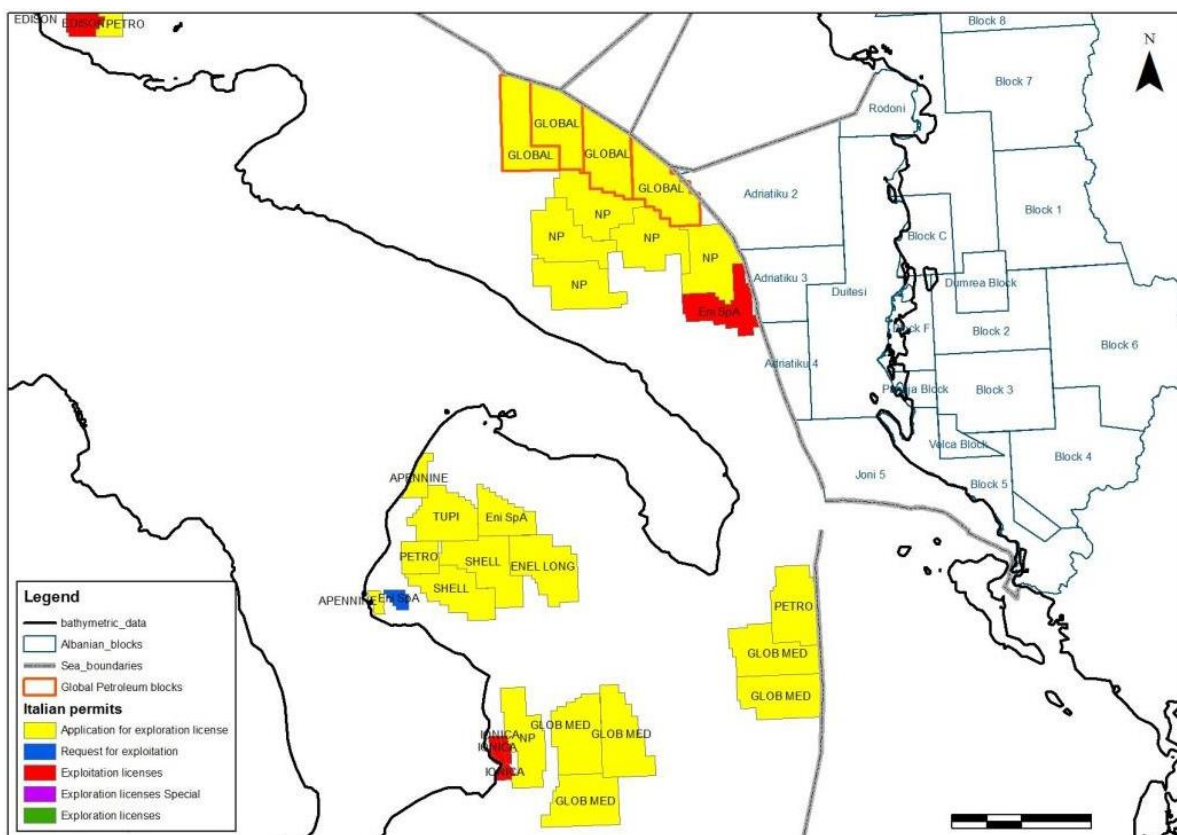 EDISON
EDISON
PETRO
Block 8
N
Block 7
Rodoni
GLOBAL
GLOBAL
GLOBAL
GLOBAL
Adriatiku 2
Block 1
NP
NP
NP
NP
NP
Block C
Adriatiku 3
Duitesi
Dumrea Block
Eni SpA
Block F
Block 2
Block 6
Adriatiku 4
Block 3
Block
Volca Block
Block 4
Joni 5
Block 5
APENNINE
TUPI
Eni SpA
PETRO
SHELL
ENEL LONG
SHELL
APENNINE
Eni SpA
PETRO
GLOB MED
GLOB MED
IONICA
IONICA
NP
GLOB MED
GLOB MED
IONICA
GLOB MED
Legend
bathymetric_data
Albanian_blocks
Sea_boundaries
Global Petroleum blocks
Italian permits
Application for exploration license
Request for exploitation
Exploitation licenses
Exploration licenses Special
Exploration licenses